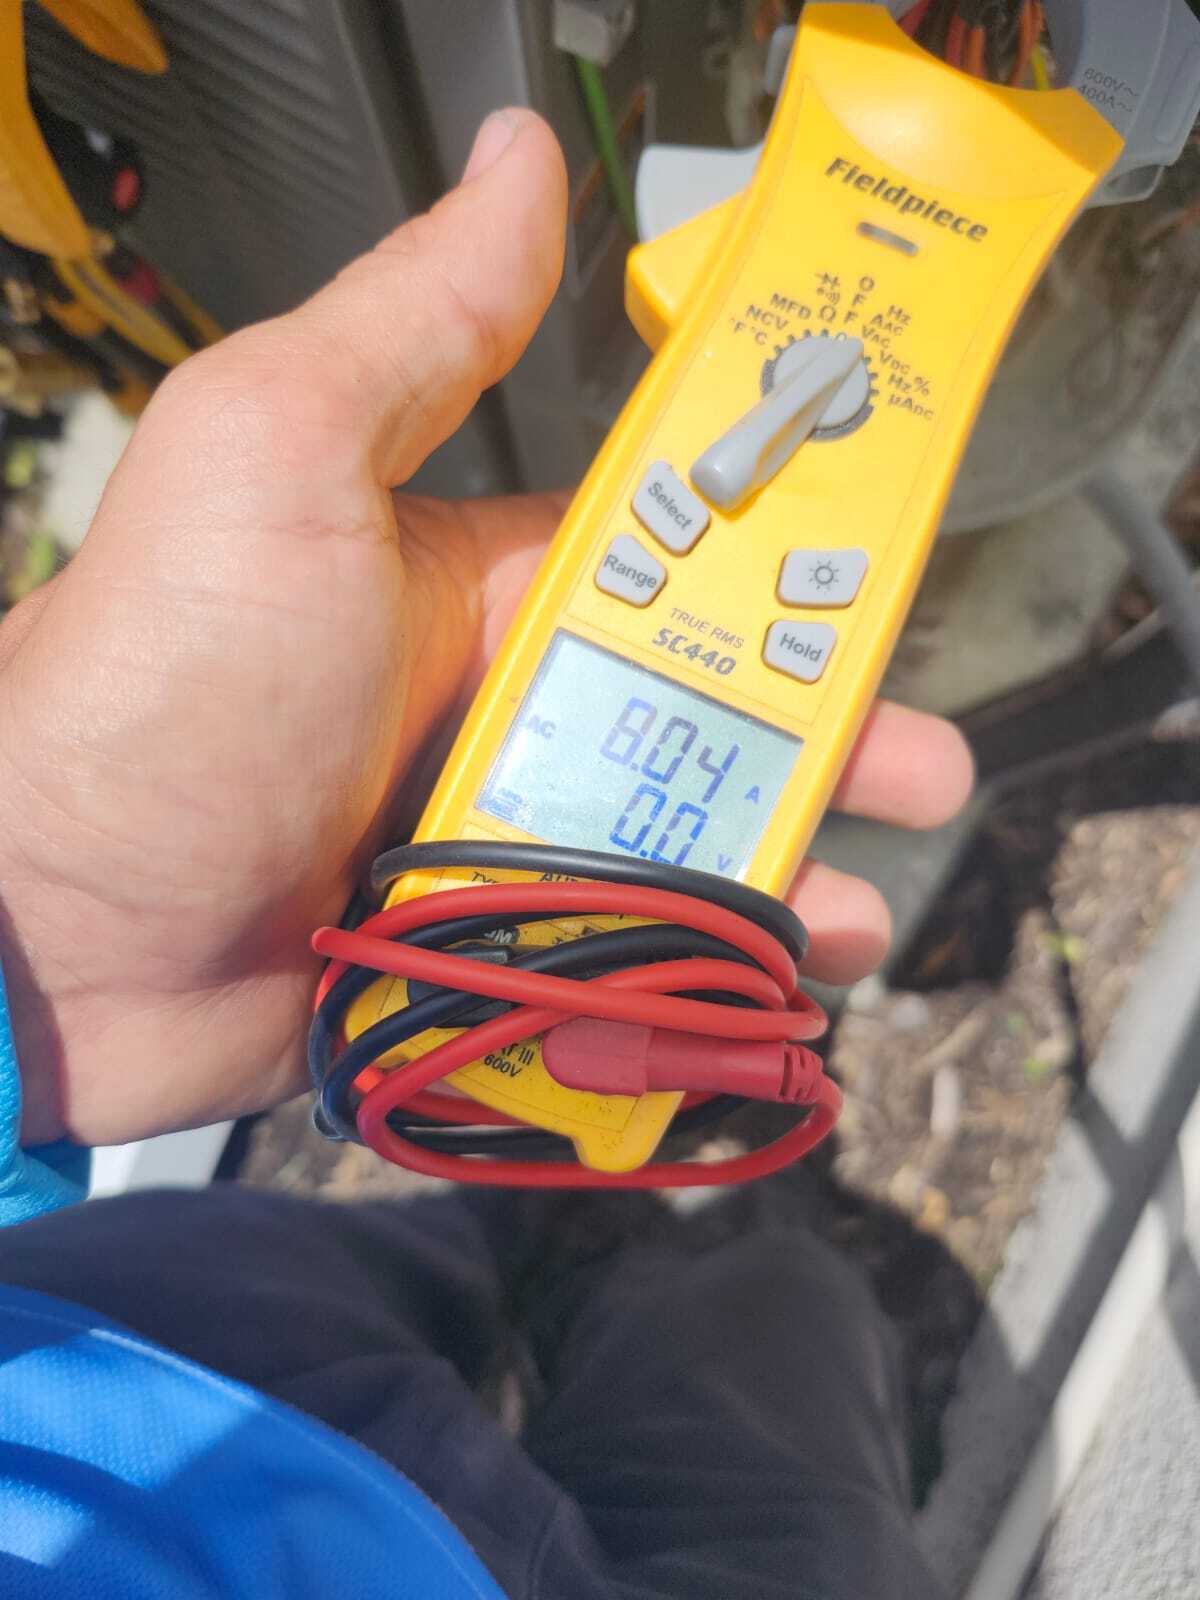 600V~
400A~
Fieldpiece
Ω
F Hz
MFD Ω F AAC
NCV VAC
°F °C VDC %
Hz
µADC
Select
Range
Hold
TRUE RMS
SC440
AC 8.04 A
0.0 V
III
600V